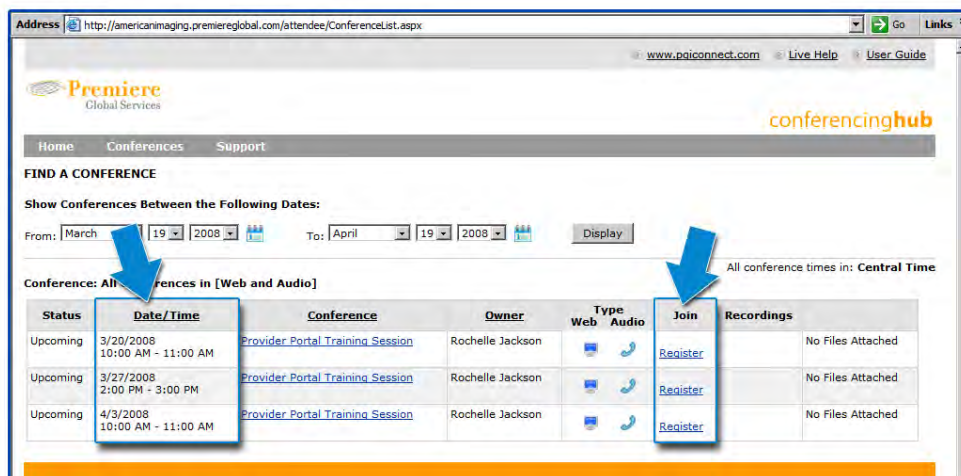 Address http://americanimaging.premiereglobal.com/attendee/ConferenceList.aspx Go Links
www.pgiconnect.com Live Help User Guide
Premiere
Global Services
conferencinghub
Home Conferences Support
FIND A CONFERENCE
Show Conferences Between the Following Dates:
From: March 19 2008 To: April 19 2008 Display
All conference times in: Central Time
Conference: All in [Web and Audio]
Status Date/Time Conference Owner Type Web Audio Join Recordings
Upcoming 3/20/2008 Provider Portal Training Session Rochelle Jackson Register No Files Attached
10:00 AM - 11:00 AM
Upcoming 3/27/2008 Provider Portal Training Session Rochelle Jackson Register No Files Attached
2:00 PM - 3:00 PM
Upcoming 4/3/2008 Provider Portal Training Session Rochelle Jackson Register No Files Attached
10:00 AM - 11:00 AM